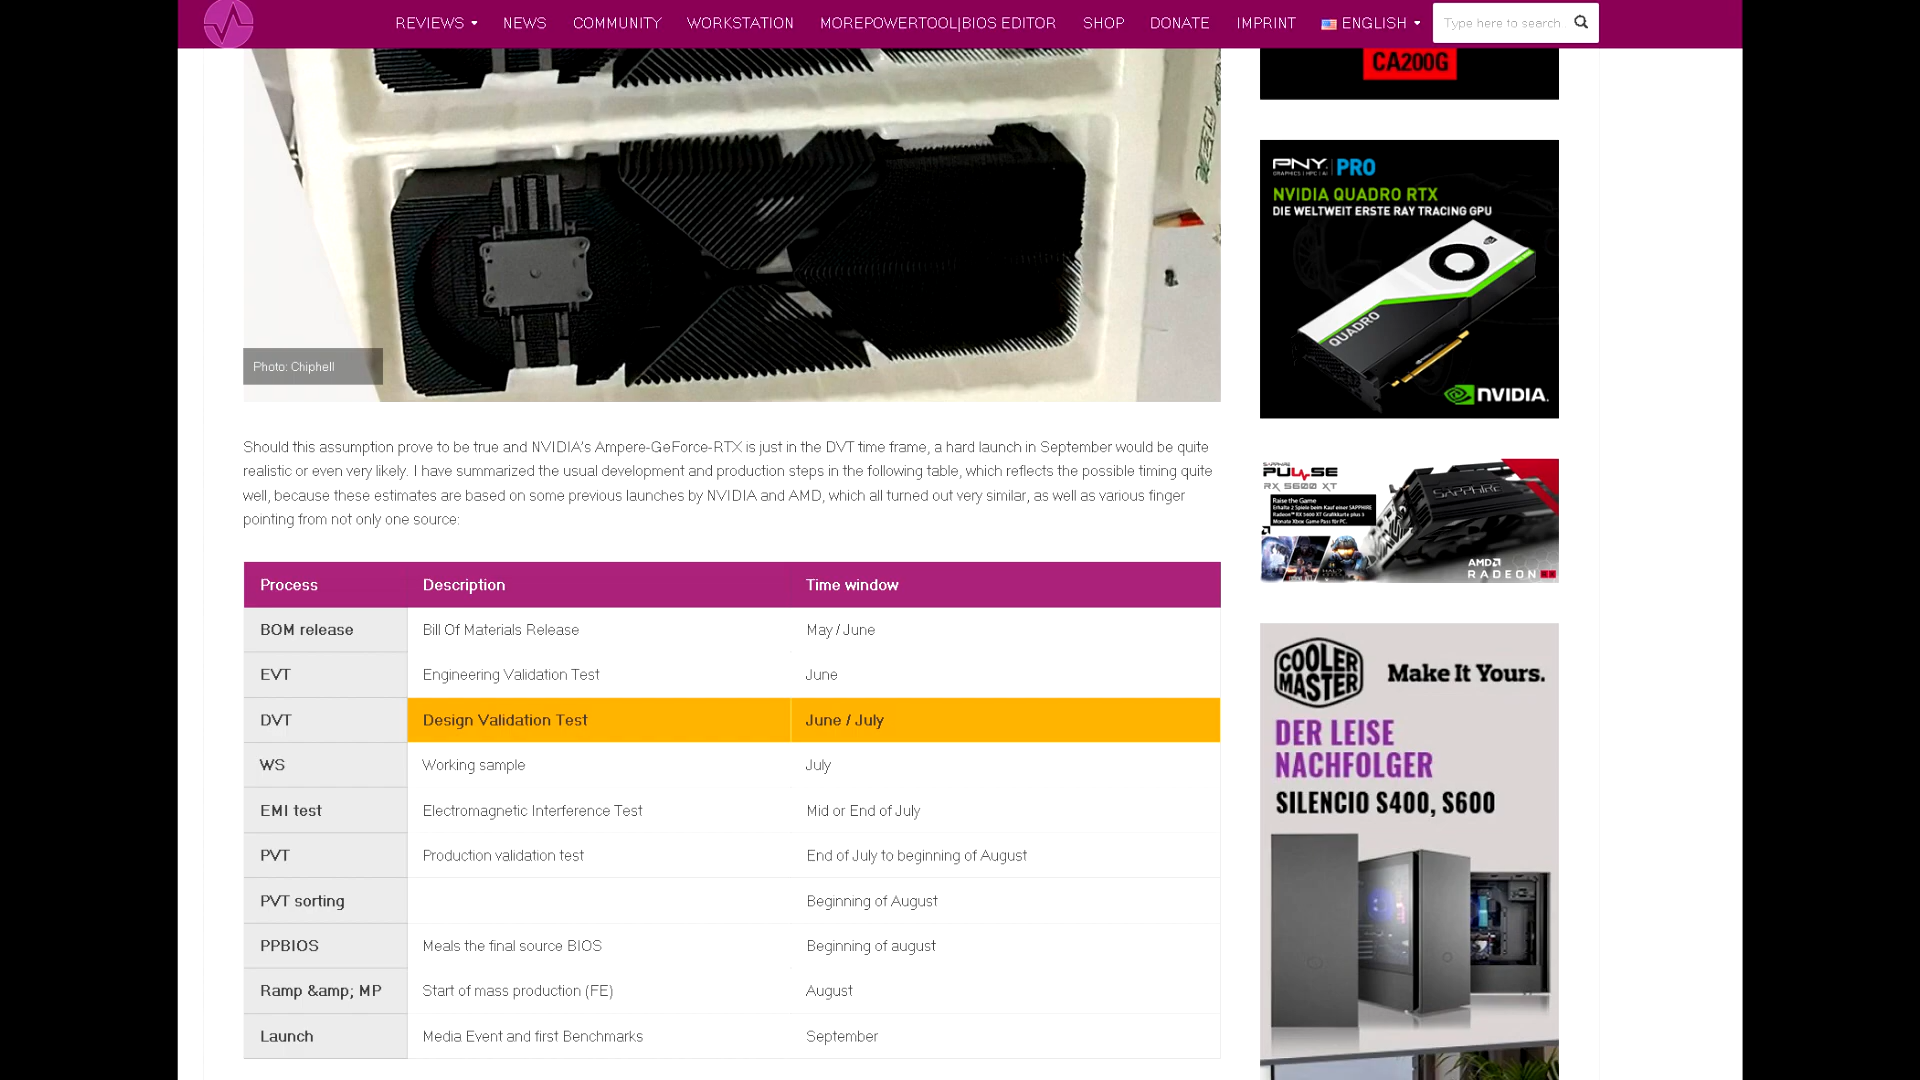 REVIEWS NEWS COMMUNITY WORKSTATION MOREPOWERTOOL|BIOS EDITOR SHOP DONATE IMPRINT ENGLISH Type here to search
CA200G
PNY PRO
GRAPHICS | HPC | AI
NVIDIA QUADRO RTX
DIE WELTWEIT ERSTE RAY TRACING GPU
QUADRO
NVIDIA.
Photo: Chiphell
Should this assumption prove to be true and NVIDIA's Ampere-GeForce-RTX is just in the DVT time frame, a hard launch in September would be quite
realistic or even very likely. I have summarized the usual development and production steps in the following table, which reflects the possible timing quite
well, because these estimates are based on some previous launches by NVIDIA and AMD, which all turned out very similar, as well as various finger
pointing from not only one source:
SAPPHIRE
PULSE
RX 5600 XT
Raise the Game
Erhalte 2 Spiele beim Kauf einer SAPPHIRE
Radeon™ RX 5600 XT Grafikkarte plus 3
Monate Xbox Game Pass für PC.
SAPPHIRE
AMD
RADEON
Process Description Time window
BOM release Bill Of Materials Release May / June
EVT Engineering Validation Test June
DVT Design Validation Test June / July
WS Working sample July
EMI test Electromagnetic Interference Test Mid or End of July
PVT Production validation test End of July to beginning of August
PVT sorting Beginning of August
PPBIOS Meals the final source BIOS Beginning of august
Ramp &amp; MP Start of mass production (FE) August
Launch Media Event and first Benchmarks September
COOLER MASTER Make It Yours.
DER LEISE
NACHFOLGER
SILENCIO S400, S600